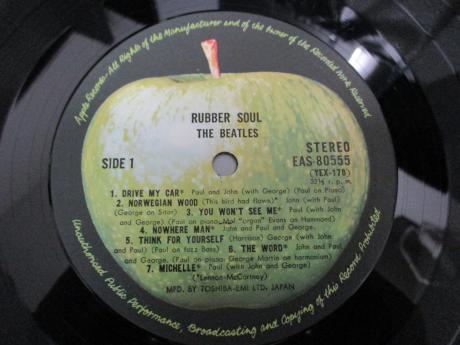 Apple Records - All Rights of the Manufacturer and of the Owner of the Recorded Work Reserved
RUBBER SOUL
THE BEATLES
SIDE 1
STEREO
EAS-80555
(YEX-178)
33⅓ r. p. m.
1. DRIVE MY CAR* Paul and John (with George) (Paul on Piano)
2. NORWEGIAN WOOD (This bird had flown)* John (with Paul)
(George on Sitar) 3. YOU WON'T SEE ME* Paul (with John
and George) (Paul on piano, Mal "organ" Evans on Hammond)
4. NOWHERE MAN* John and Paul and George.
5. THINK FOR YOURSELF (Harrison) George (with John
and Paul) (Paul on fuzz Bass) 6. THE WORD* John and Paul and
George. (Paul on piano George Martin on harmonium)
7. MICHELLE* Paul (with John and George)
(*Lennon-McCartney)
MFD. BY TOSHIBA-EMI LTD. JAPAN
Unauthorised Public Performance, Broadcasting and Copying of this Record Prohibited